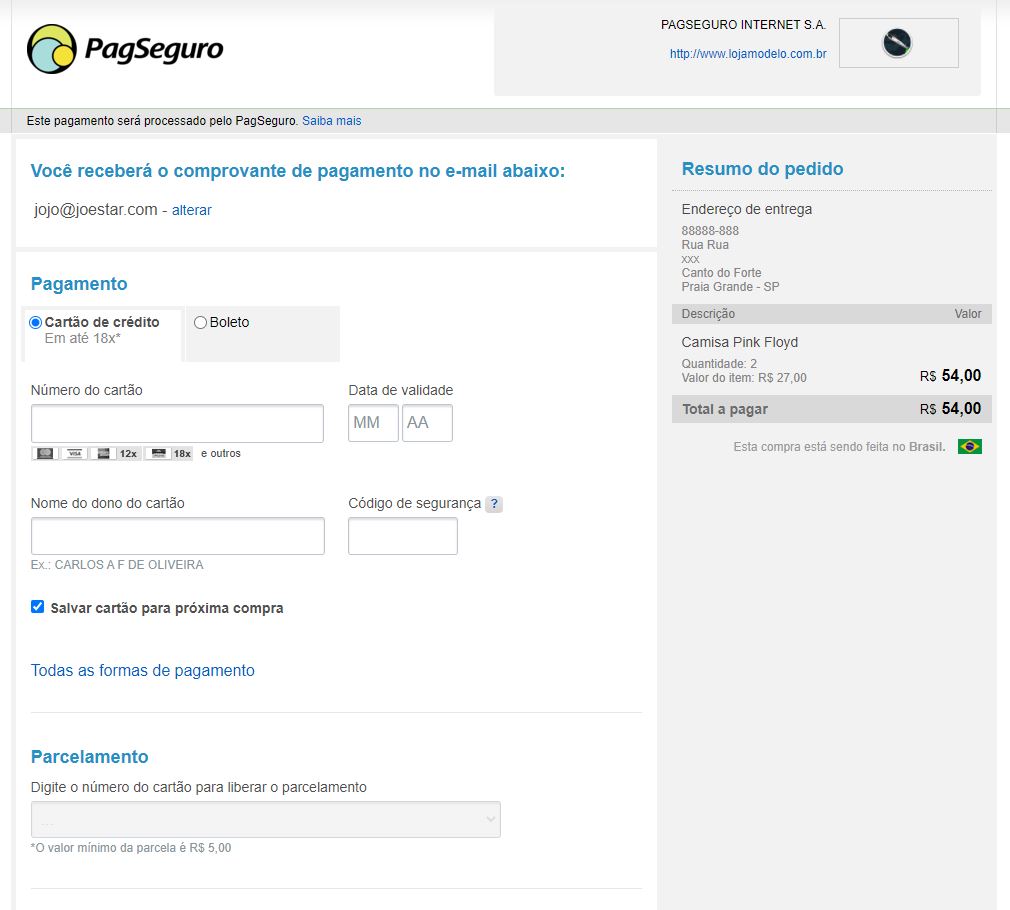 PagSeguro
PAGSEGURO INTERNET S.A.
http://www.lojamodelo.com.br
Este pagamento será processado pelo PagSeguro. Saiba mais
Você receberá o comprovante de pagamento no e-mail abaixo:
jojo@joestar.com - alterar
Pagamento
Cartão de crédito
Em até 18x*
Boleto
Número do cartão
Data de validade
MM AA
VISA 12x 18x e outros
Nome do dono do cartão
Código de segurança ?
Ex.: CARLOS A F DE OLIVEIRA
Salvar cartão para próxima compra
Todas as formas de pagamento
Parcelamento
Digite o número do cartão para liberar o parcelamento
...
*O valor mínimo da parcela é R$ 5,00
Resumo do pedido
Endereço de entrega
88888-888
Rua Rua
xxx
Canto do Forte
Praia Grande - SP
Descrição Valor
Camisa Pink Floyd
Quantidade: 2
Valor do item: R$ 27,00 R$ 54,00
Total a pagar R$ 54,00
Esta compra está sendo feita no Brasil.